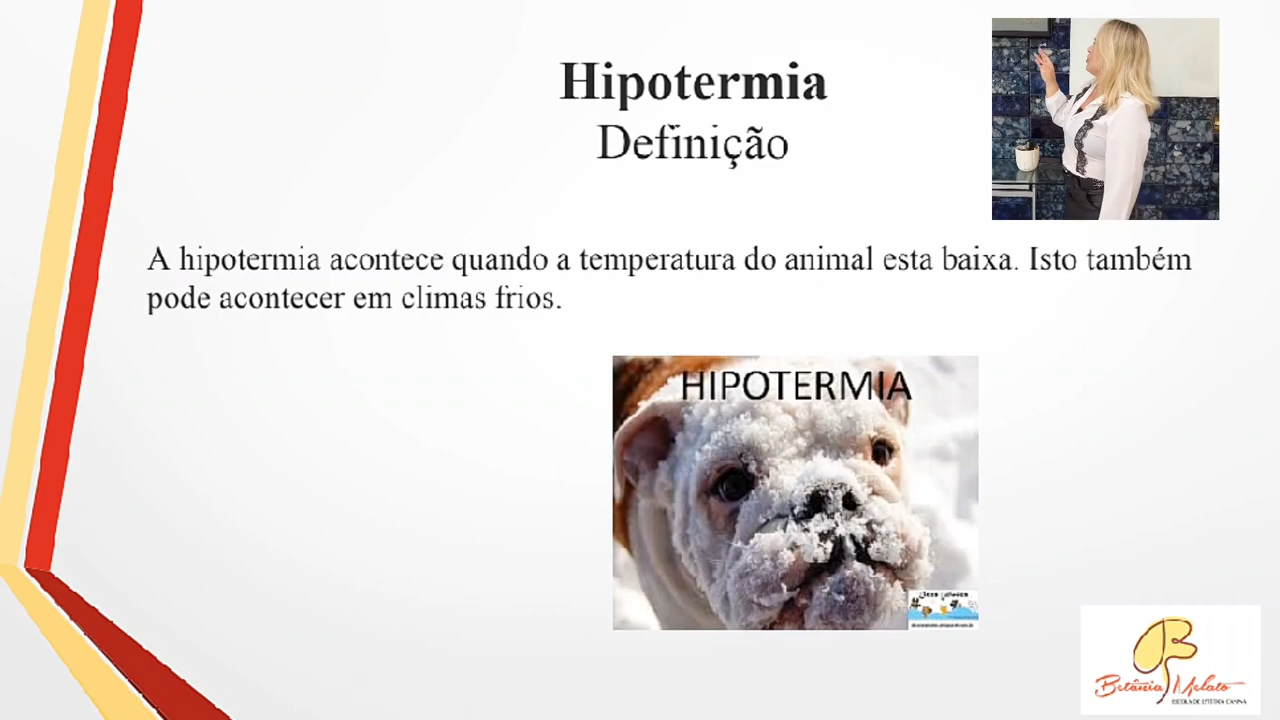 Hipotermia
Definição
A hipotermia acontece quando a temperatura do animal esta baixa. Isto também
pode acontecer em climas frios.
HIPOTERMIA
Betânia Melato
ESCOLA DE ESTÉTICA CANINA